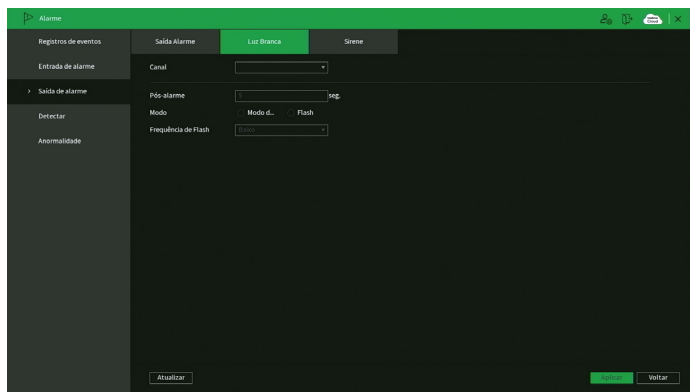 Alarme
Registros de eventos
Entrada de alarme
Saída de alarme
Detectar
Anormalidade
Saída Alarme
Luz Branca
Sirene
Canal
Pós-alarme
5
seg.
Modo
Modo d...
Flash
Frequência de Flash
Baixo
Atualizar
Aplicar
Voltar